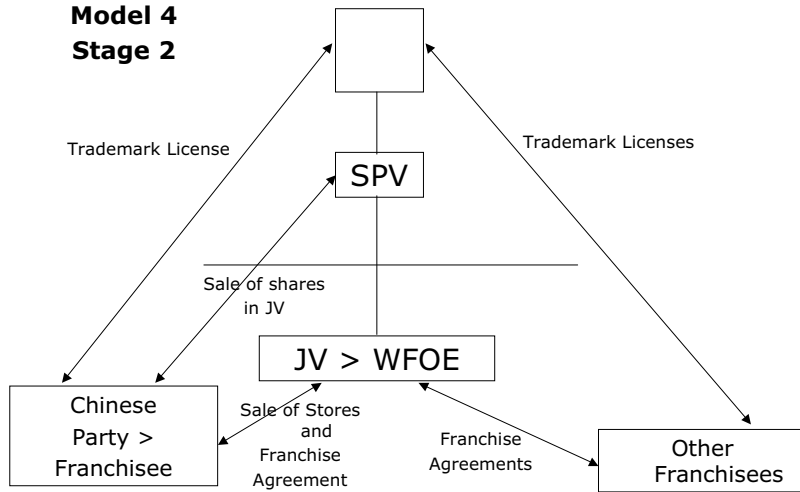 Model 4
Stage 2
Trademark License
Trademark Licenses
SPV
Sale of shares
in JV
JV > WFOE
Chinese
Party >
Franchisee
Sale of Stores
and
Franchise
Agreement
Franchise
Agreements
Other
Franchisees